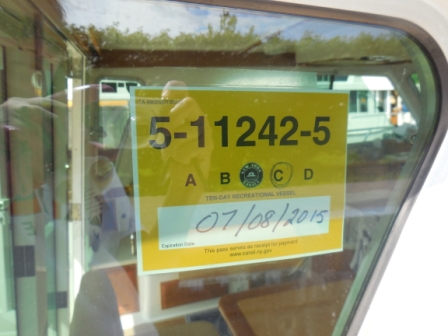 5-11242-5
A B C D
TEN-DAY RECREATIONAL VESSEL
07/08/2015
Expiration Date
This pass serves as receipt for payment
www.canal.ny.gov